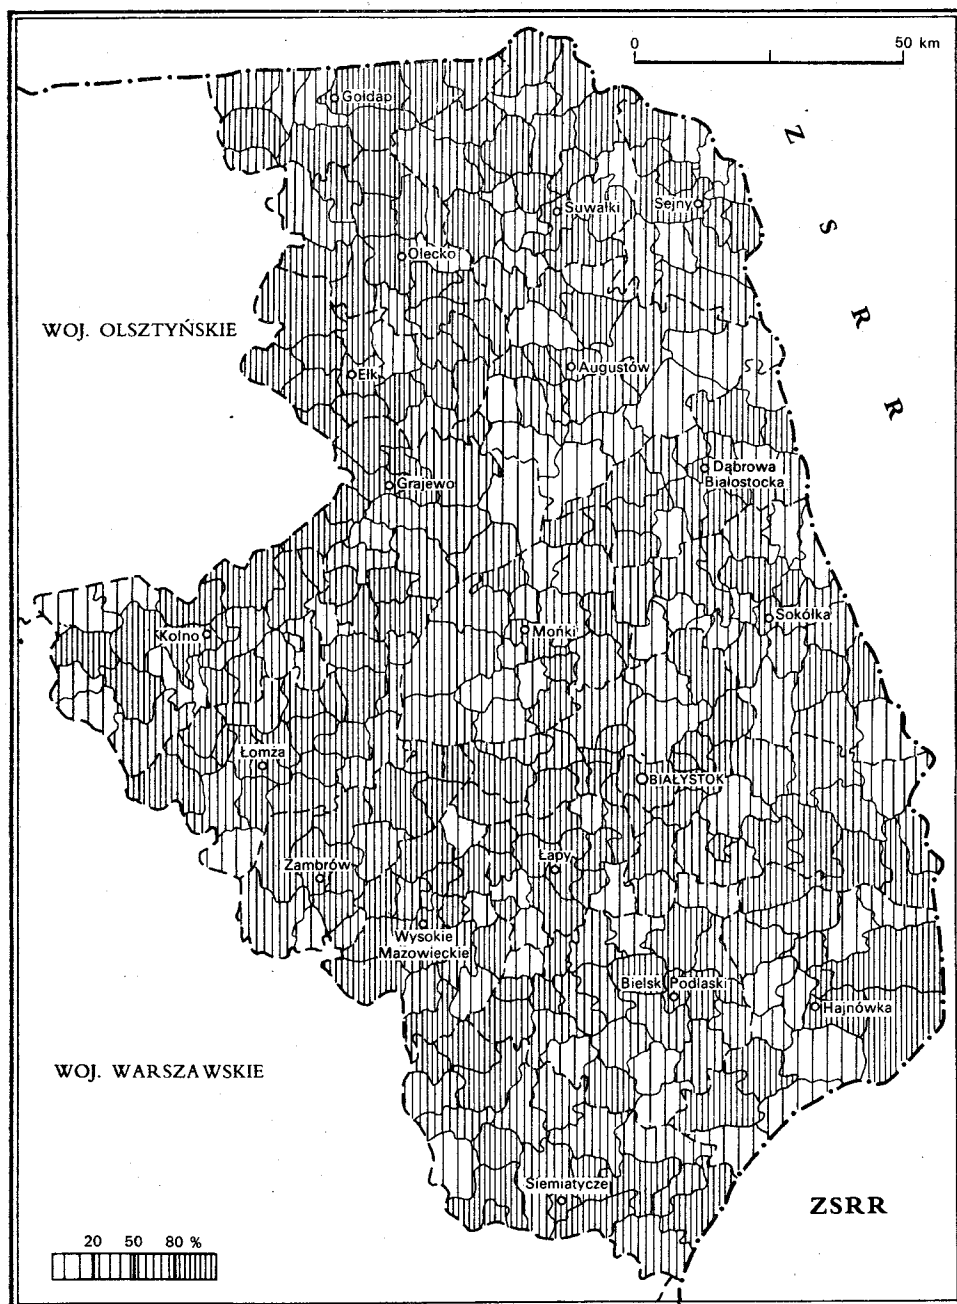 0 50 km
Z
S
R
R
Gołdap
Suwałki
Sejny
Olecko
WOJ. OLSZTYŃSKIE
Augustów
Ełk
52
Dąbrowa
Białostocka
Grajewo
Sokółka
Kolno
Mońki
Łomża
BIAŁYSTOK
Łapy
Zambrów
Wysokie
Mazowieckie
Bielsk Podlaski
Hajnówka
WOJ. WARSZAWSKIE
Siemiatycze
ZSRR
20 50 80 %